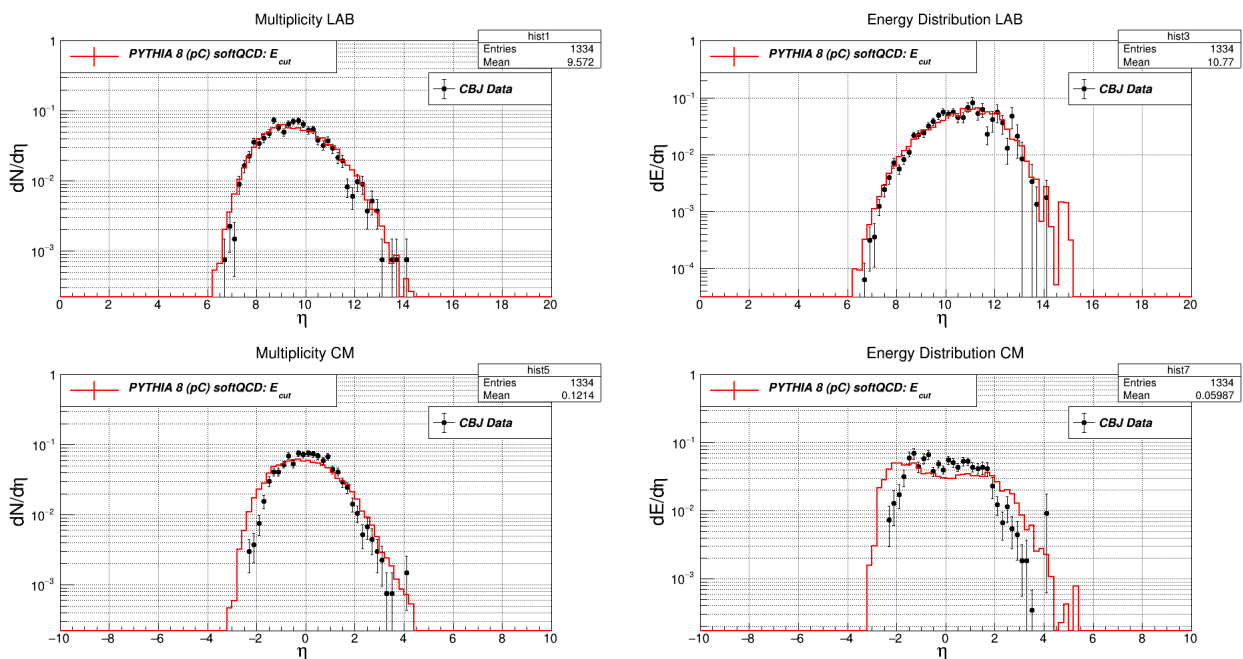 Multiplicity LAB
hist1
Entries 1334
Mean 9.572
PYTHIA 8 (pC) softQCD: E_cut
CBJ Data
1
10⁻¹
10⁻²
10⁻³
dN/dη
0 2 4 6 8 10 12 14 16 18 20
η
Energy Distribution LAB
hist3
Entries 1334
Mean 10.77
PYTHIA 8 (pC) softQCD: E_cut
CBJ Data
1
10⁻¹
10⁻²
10⁻³
10⁻⁴
dE/dη
0 2 4 6 8 10 12 14 16 18 20
η
Multiplicity CM
hist5
Entries 1334
Mean 0.1214
PYTHIA 8 (pC) softQCD: E_cut
CBJ Data
1
10⁻¹
10⁻²
10⁻³
dN/dη
−10 −8 −6 −4 −2 0 2 4 6 8 10
η
Energy Distribution CM
hist7
Entries 1334
Mean 0.05987
PYTHIA 8 (pC) softQCD: E_cut
CBJ Data
1
10⁻¹
10⁻²
10⁻³
dE/dη
−10 −8 −6 −4 −2 0 2 4 6 8 10
η